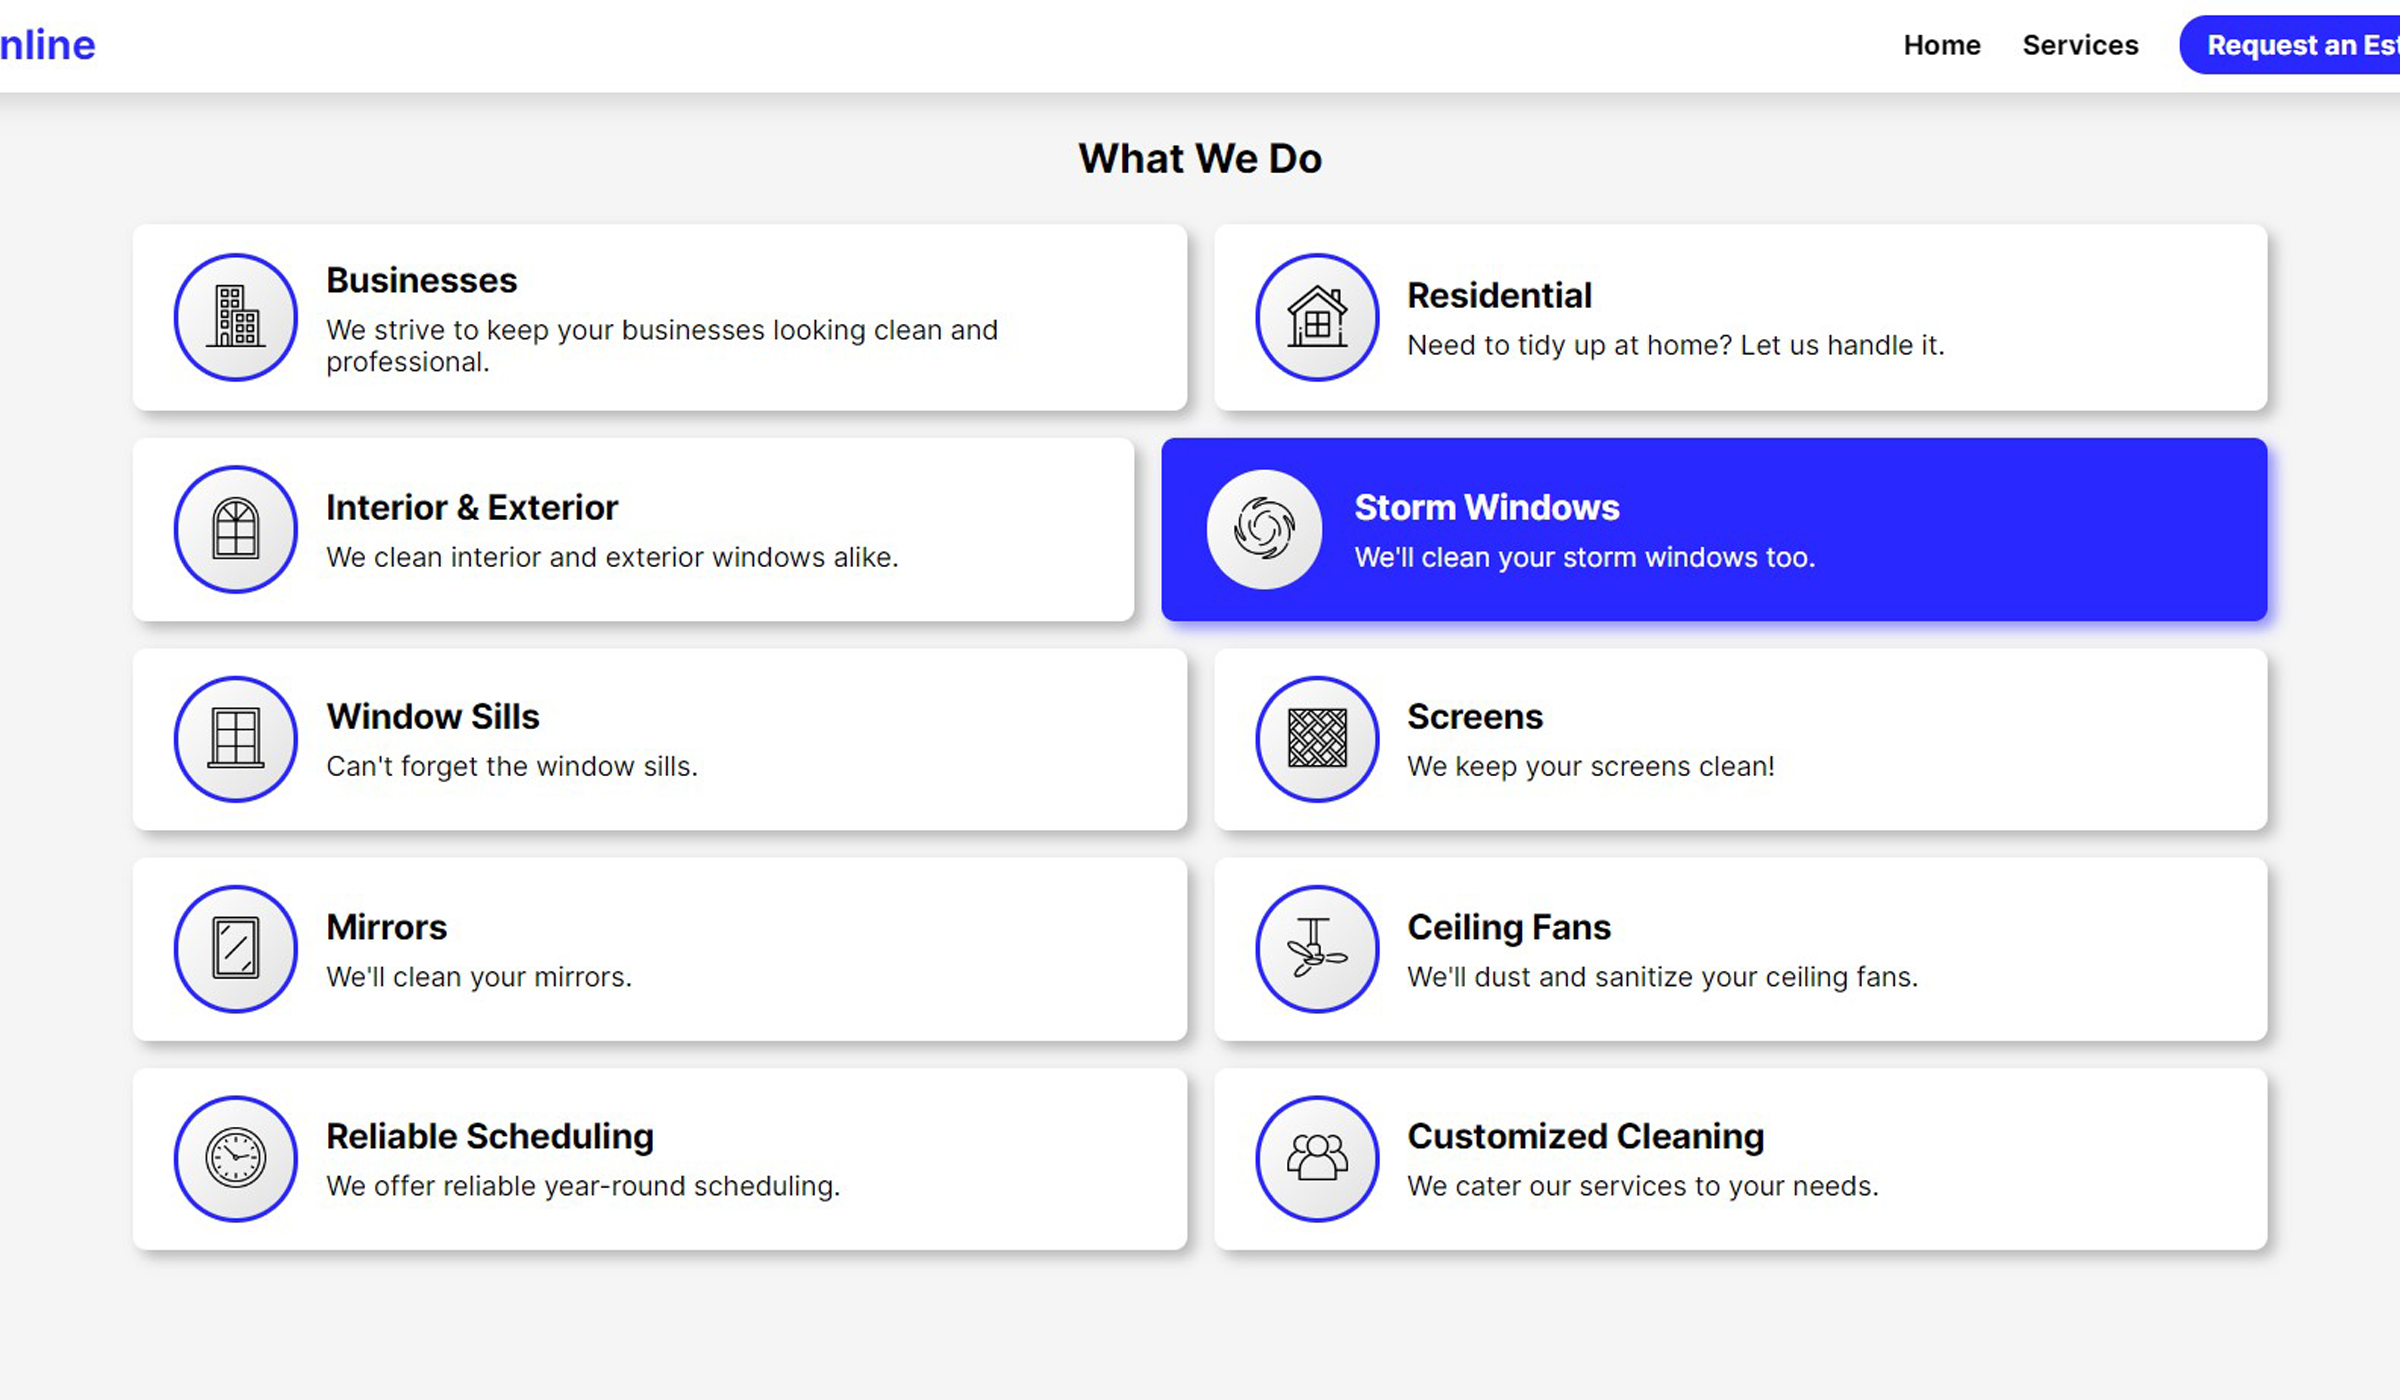 nline
Home Services Request an Est
What We Do
Businesses
We strive to keep your businesses looking clean and
professional.
Residential
Need to tidy up at home? Let us handle it.
Interior & Exterior
We clean interior and exterior windows alike.
Storm Windows
We'll clean your storm windows too.
Window Sills
Can't forget the window sills.
Screens
We keep your screens clean!
Mirrors
We'll clean your mirrors.
Ceiling Fans
We'll dust and sanitize your ceiling fans.
Reliable Scheduling
We offer reliable year-round scheduling.
Customized Cleaning
We cater our services to your needs.